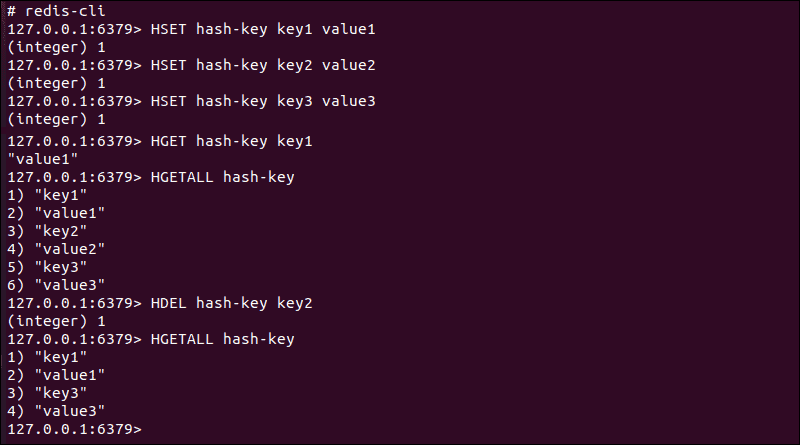 # redis-cli
127.0.0.1:6379> HSET hash-key key1 value1
(integer) 1
127.0.0.1:6379> HSET hash-key key2 value2
(integer) 1
127.0.0.1:6379> HSET hash-key key3 value3
(integer) 1
127.0.0.1:6379> HGET hash-key key1
"value1"
127.0.0.1:6379> HGETALL hash-key
1) "key1"
2) "value1"
3) "key2"
4) "value2"
5) "key3"
6) "value3"
127.0.0.1:6379> HDEL hash-key key2
(integer) 1
127.0.0.1:6379> HGETALL hash-key
1) "key1"
2) "value1"
3) "key3"
4) "value3"
127.0.0.1:6379>